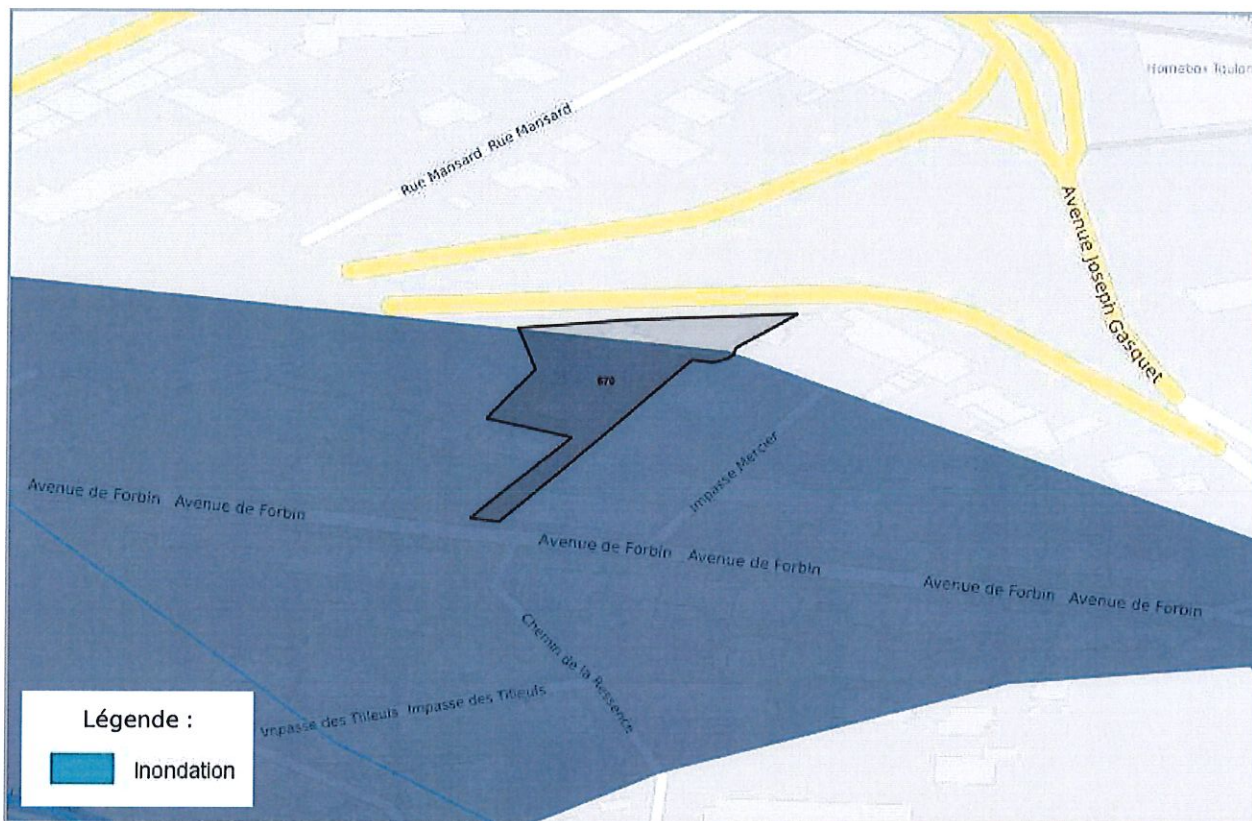 Homebox Toulon
Rue Mansard Rue Mansard
Avenue Joseph Gasquet
670
Impasse Mercier
Avenue de Forbin Avenue de Forbin
Avenue de Forbin Avenue de Forbin
Avenue de Forbin Avenue de Forbin
Chemin de la Ressence
Impasse des Tilleuls Impasse des Tilleuls
Légende :
Inondation